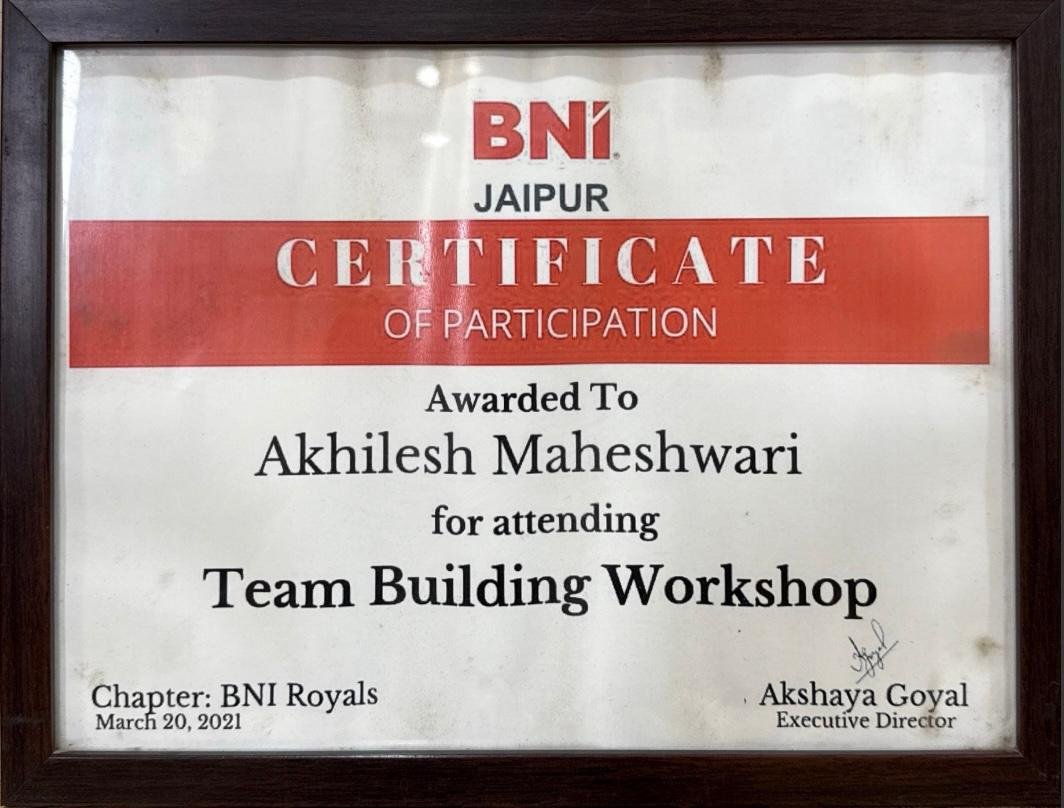 BNI
JAIPUR
CERTIFICATE
OF PARTICIPATION
Awarded To
Akhilesh Maheshwari
for attending
Team Building Workshop
Chapter: BNI Royals
March 20, 2021
Akshaya Goyal
Executive Director